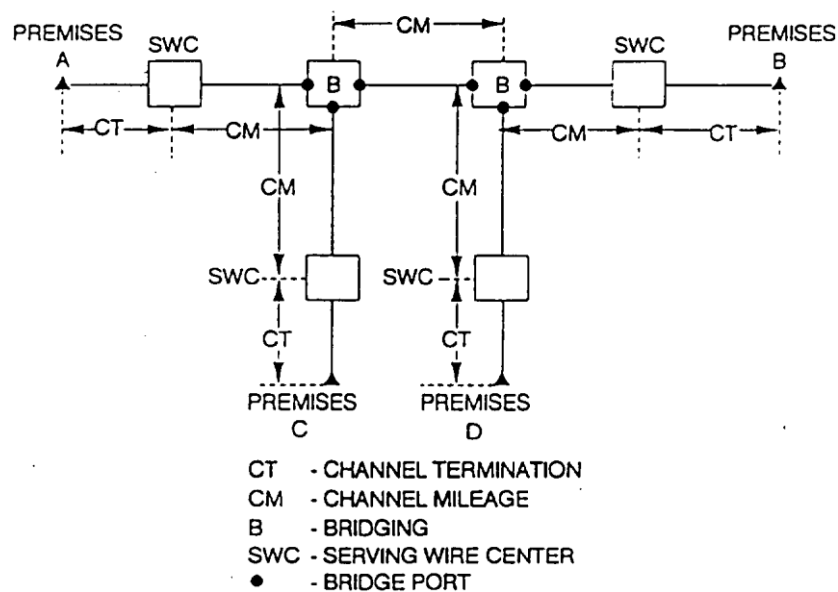 CM
PREMISES
A
SWC
SWC
PREMISES
B
B
B
CT
CM
CM
CT
CM
CM
SWC
SWC
CT
CT
PREMISES
C
PREMISES
D
CT - CHANNEL TERMINATION
CM - CHANNEL MILEAGE
B - BRIDGING
SWC - SERVING WIRE CENTER
● - BRIDGE PORT